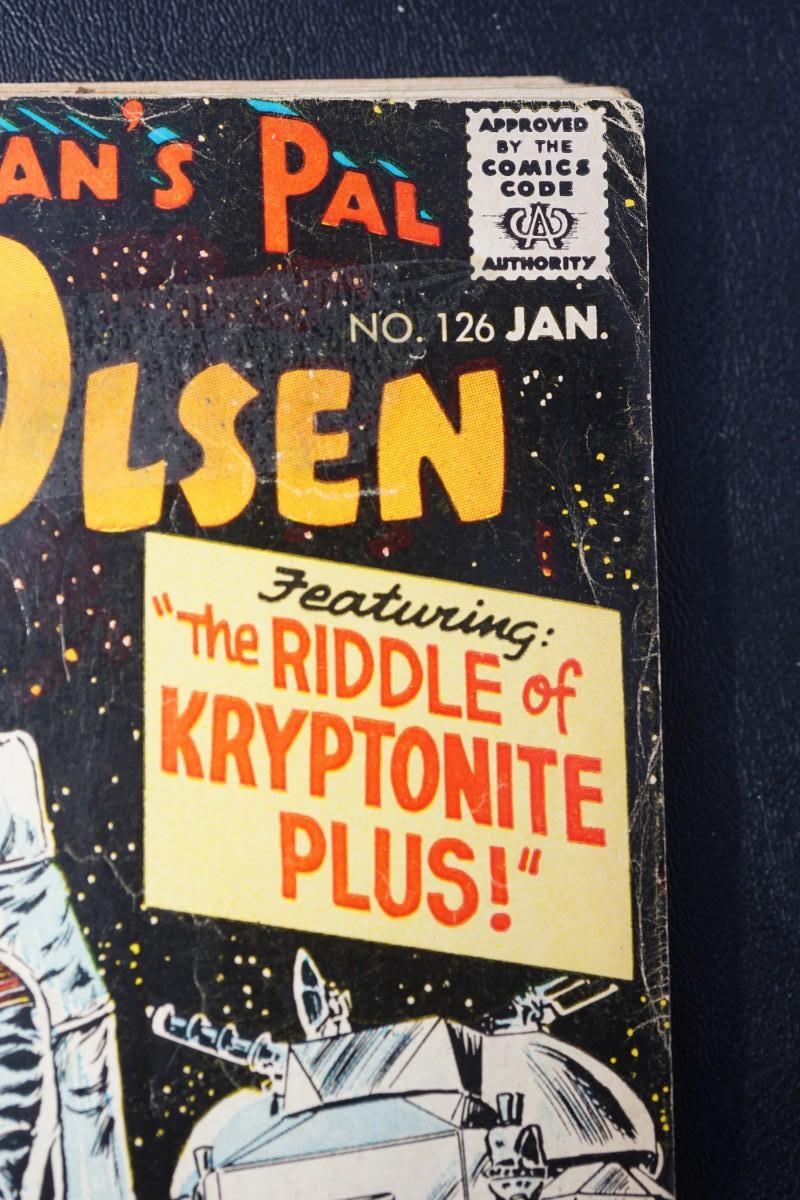 AN'S PAL
APPROVED
BY THE
COMICS
CODE
AUTHORITY
NO. 126 JAN.
OLSEN
Featuring:
"The RIDDLE of
KRYPTONITE
PLUS!"